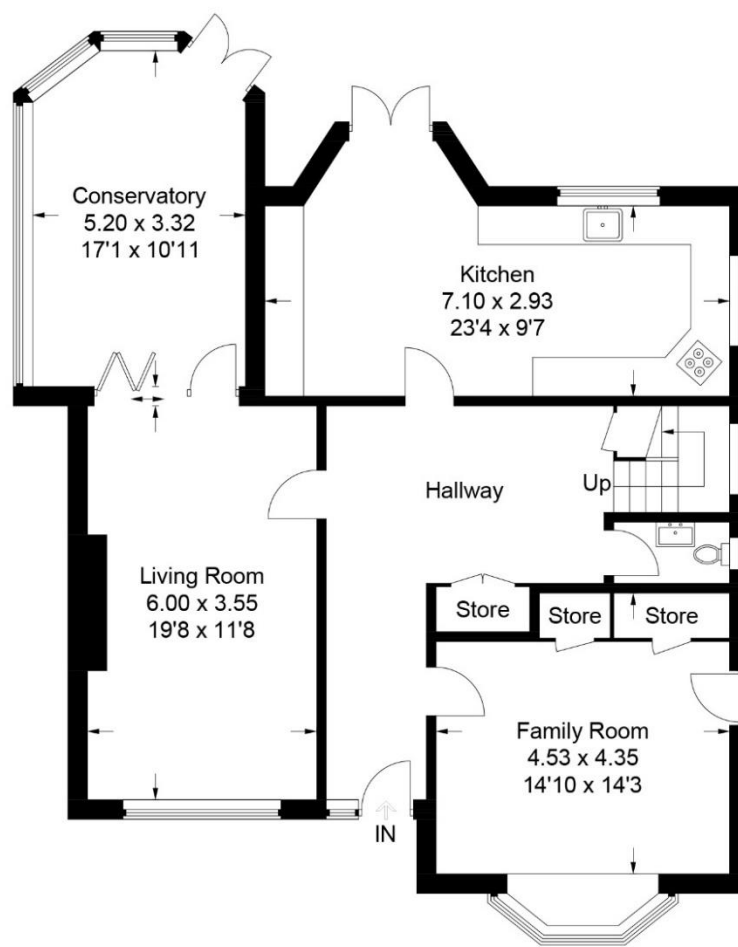 Conservatory
5.20 x 3.32
17'1 x 10'11
Kitchen
7.10 x 2.93
23'4 x 9'7
Hallway
Up
Living Room
6.00 x 3.55
19'8 x 11'8
Store
Store
Store
Family Room
4.53 x 4.35
14'10 x 14'3
IN